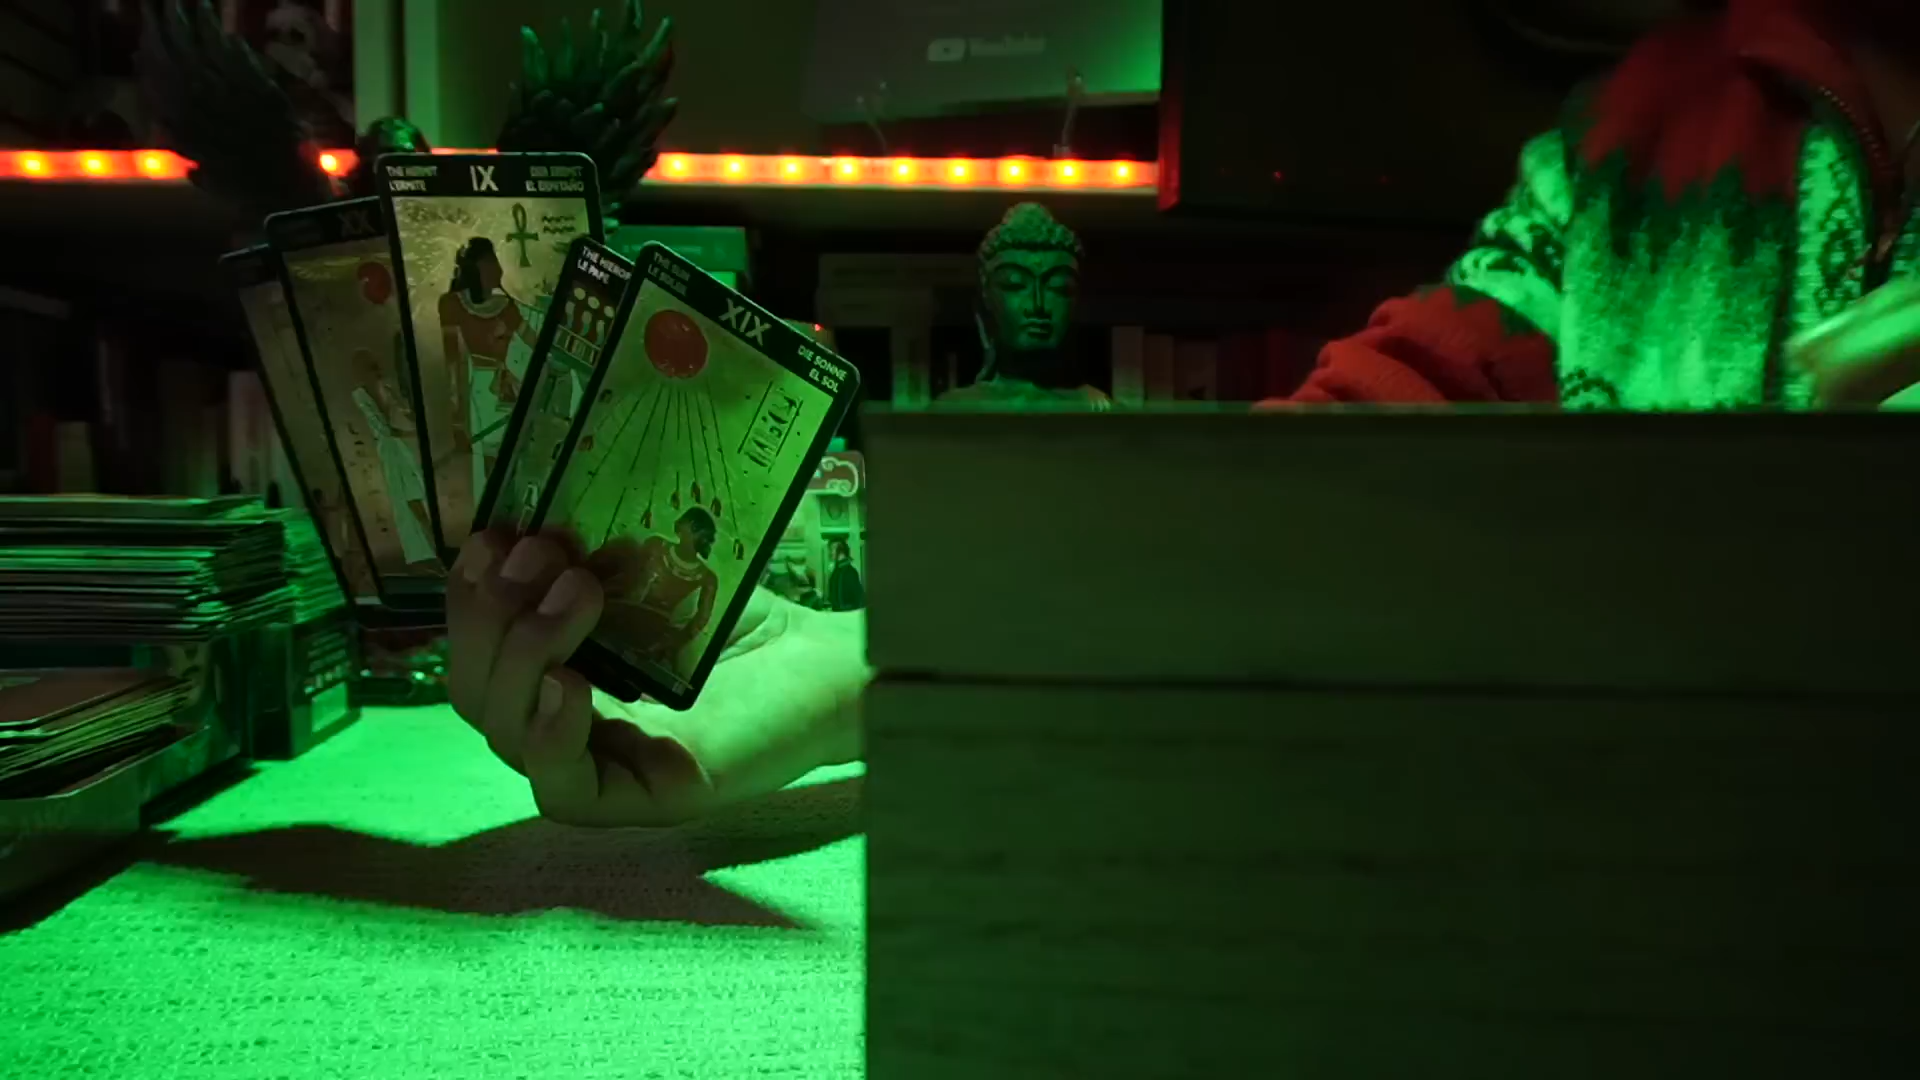 YouTube
THE HERMIT
L'ERMITE
IX
DER EREMIT
EL ERMITAÑO
XX
THE HIEROP
LE PAPE
THE SUN
LE SOLEIL
XIX
DIE SONNE
EL SOL